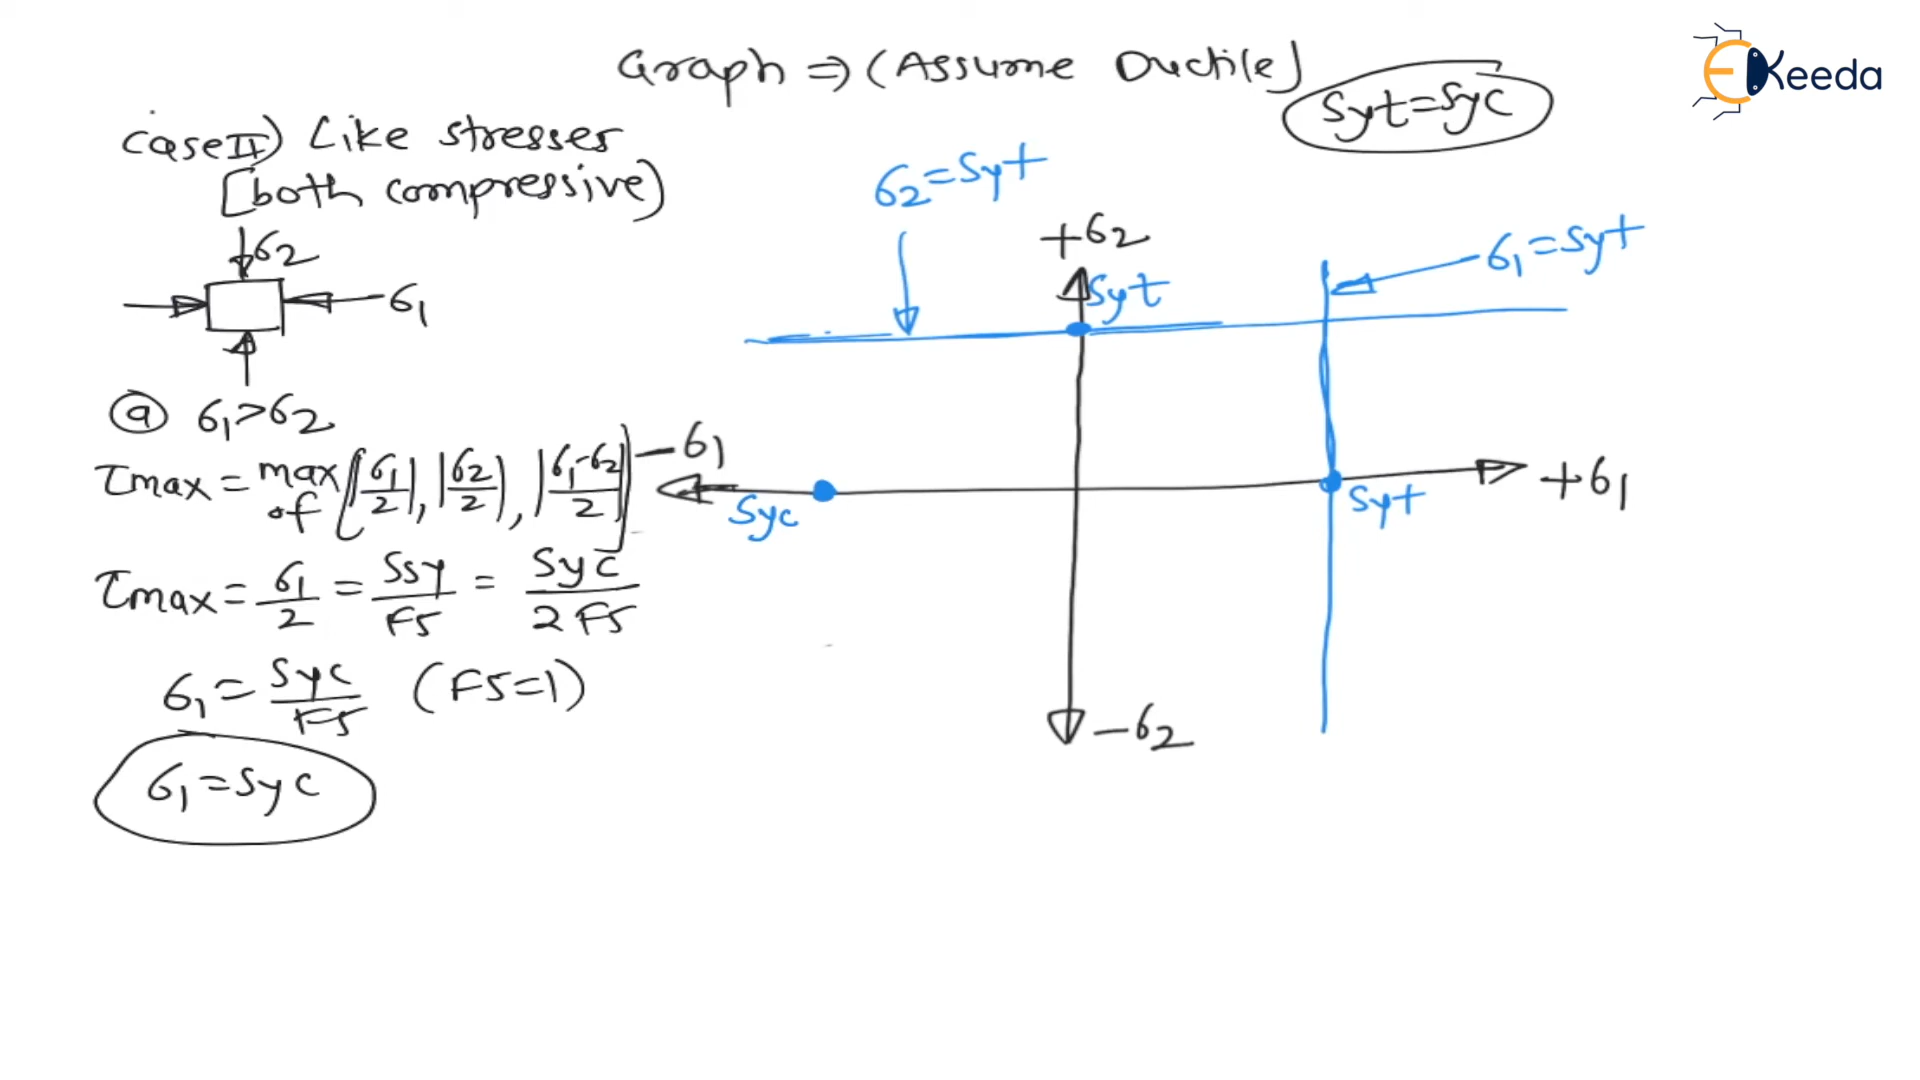 Graph ⇒ (Assume Ductile)
Syt=Syc
EKeeda
case II) Like stresses
[both compressive)
σ2
σ1
ⓐ σ1>σ2
τmax = max of (|σ1/2|, |σ2/2|, |σ1-σ2/2|)
τmax = σ1/2 = Ssy/FS = Syc/2FS
σ1 = Syc/FS (FS=1)
σ1=Syc
σ2=Syt
+σ2
Syt
σ1=Syt
-σ1
Syc
Syt
+σ1
-σ2